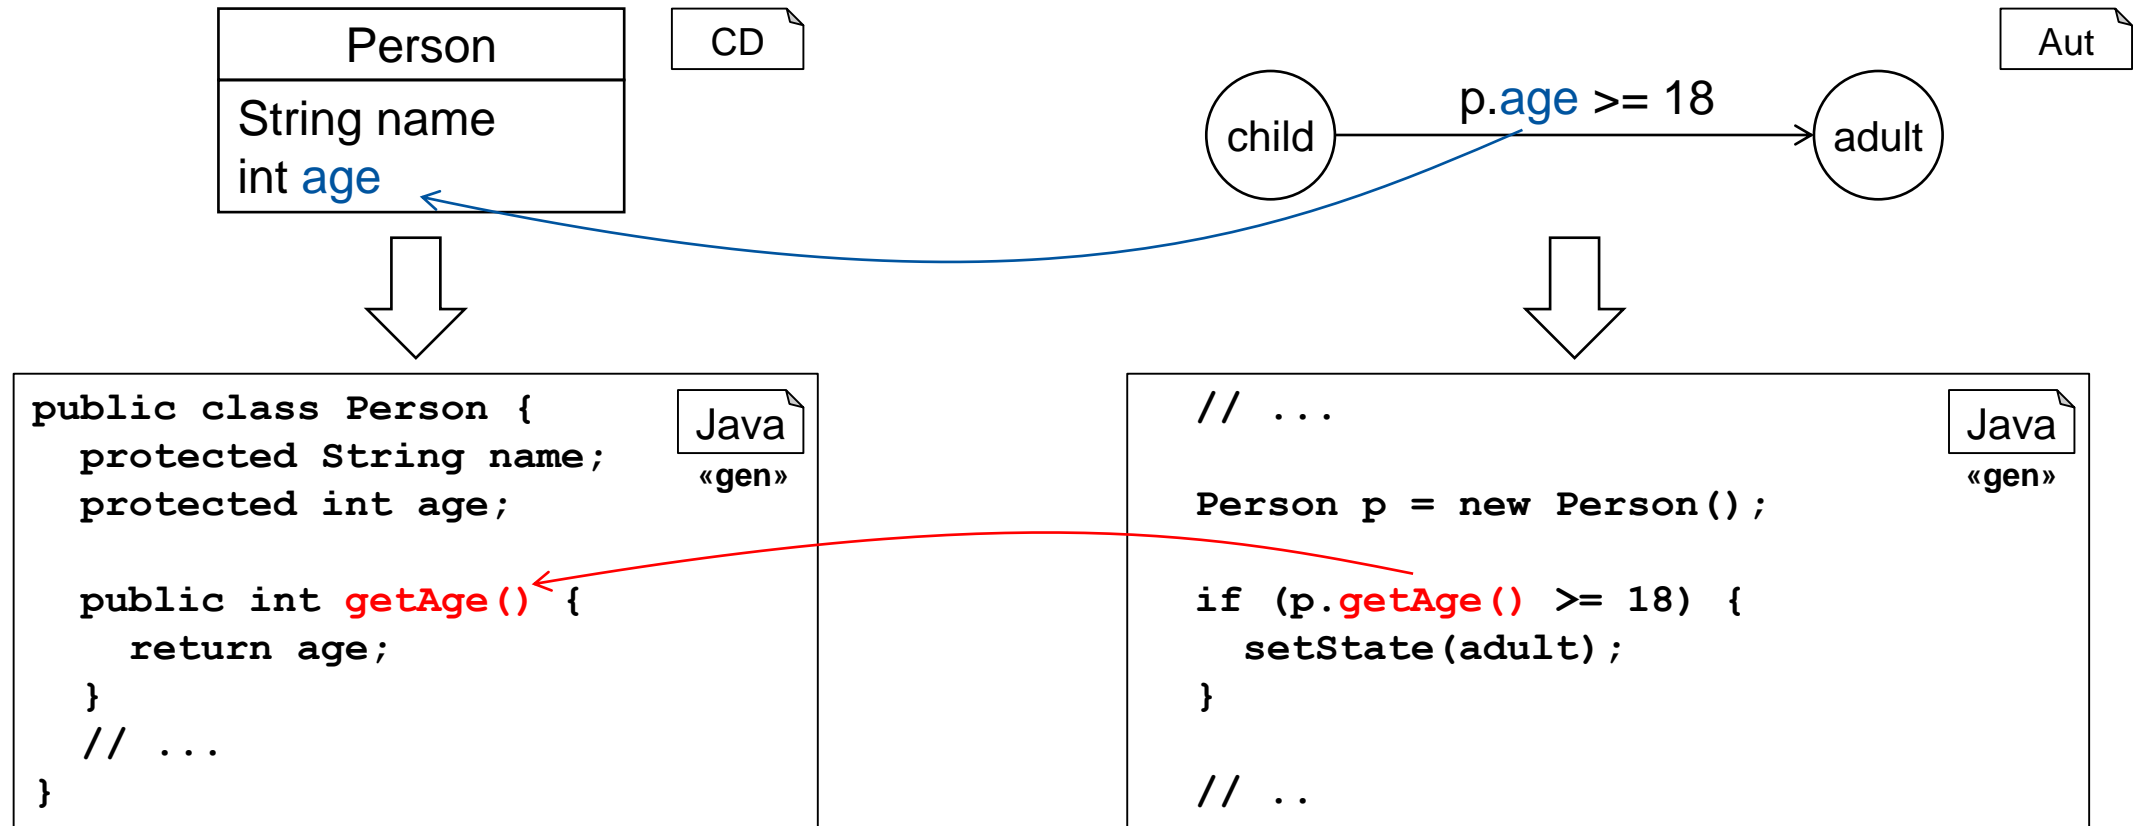 Person
String name
int age
CD
child
p.age >= 18
adult
Aut
public class Person {
protected String name;
protected int age;
public int getAge() {
return age;
}
// ...
}
Java
«gen»
// ...
Person p = new Person();
if (p.getAge() >= 18) {
setState(adult);
}
// ..
Java
«gen»